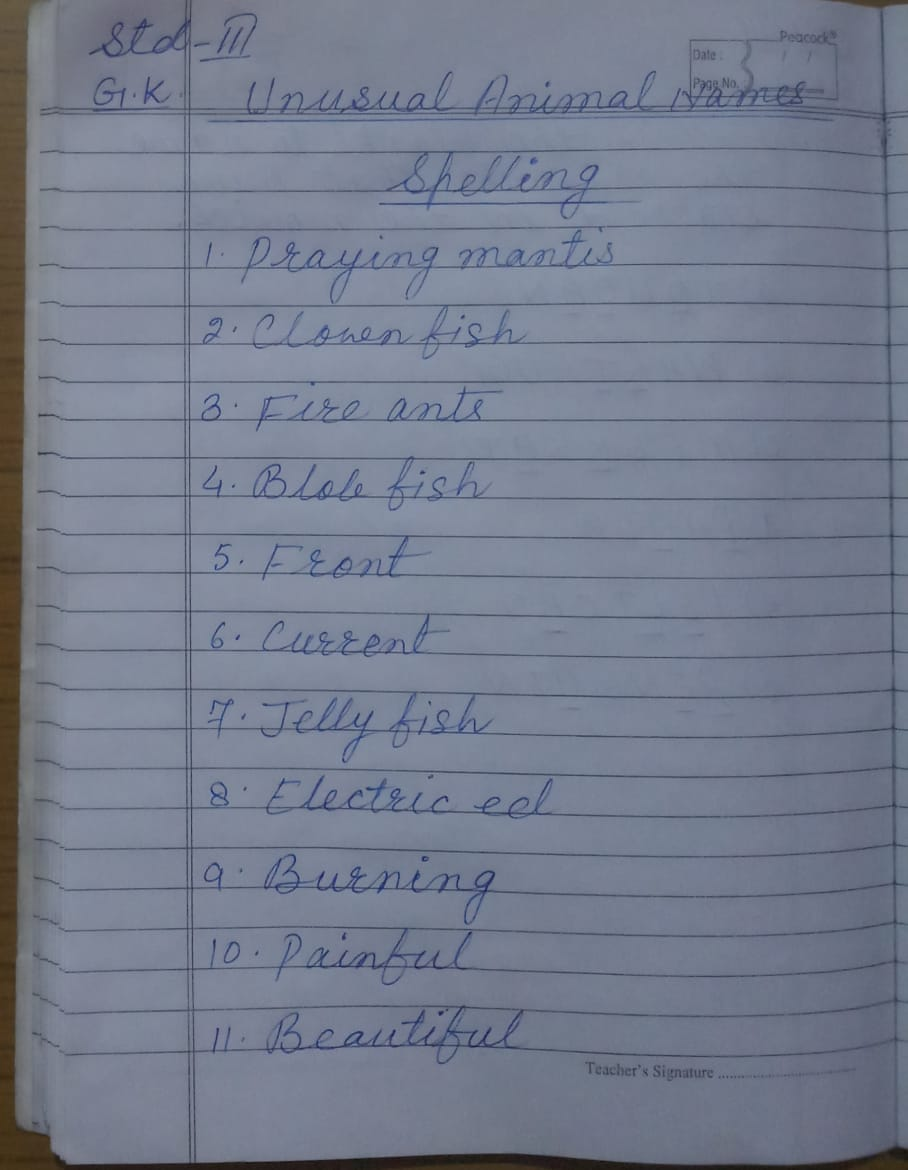 Std-III
Peacock®
Date : / /
Page No.
G.K. Unusual Animal Names
Spelling
1. Praying mantis
2. Clown fish
3. Fire ants
4. Blob fish
5. Front
6. Current
7. Jelly fish
8. Electric eel
9. Burning
10. Painful
11. Beautiful
Teacher's Signature ..............................